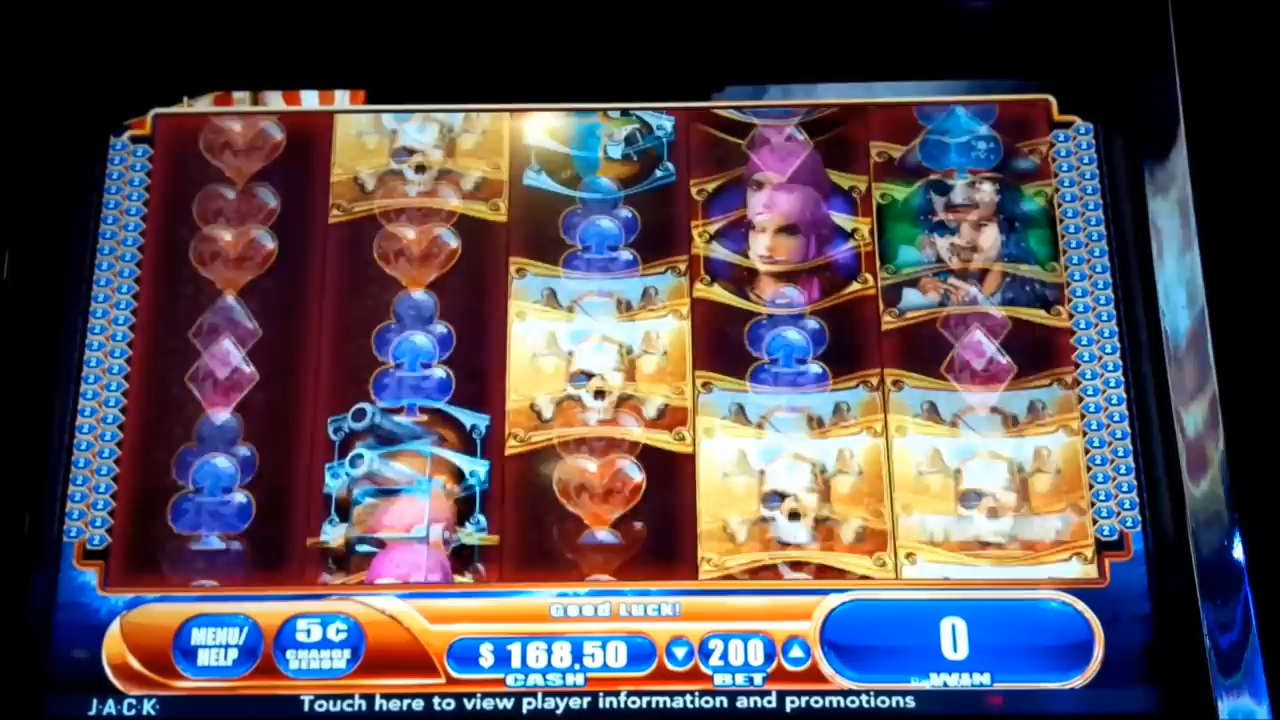 GOOD LUCK!
MENU/
HELP
5¢
CHANGE
DENOM
$ 168.50
CASH
200
BET
0
WIN
JACK
Touch here to view player information and promotions